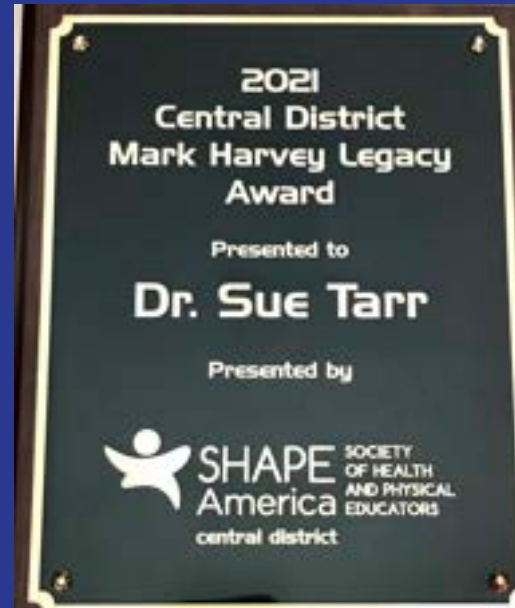 2021
Central District
Mark Harvey Legacy
Award
Presented to
Dr. Sue Tarr
Presented by
SHAPE
America
SOCIETY
OF HEALTH
AND PHYSICAL
EDUCATORS
central district